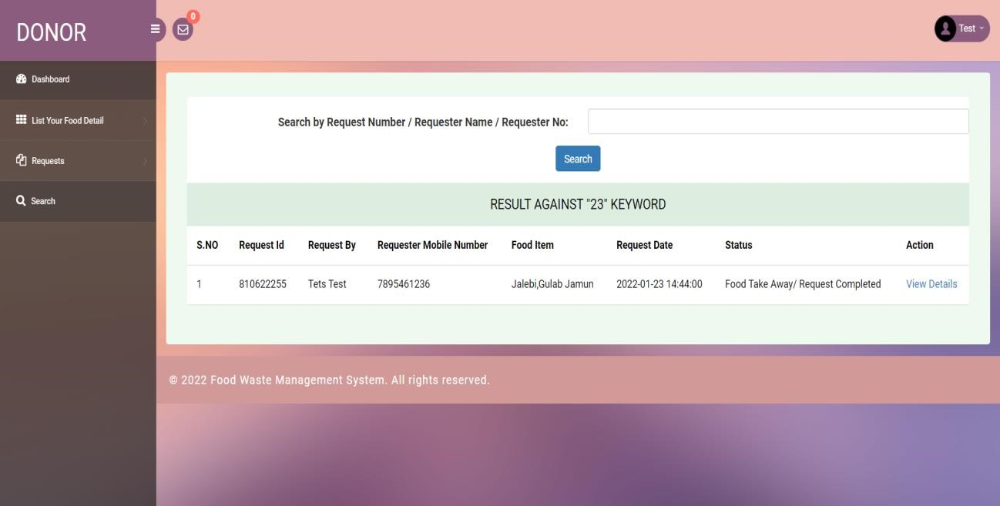 DONOR
0
Test
Dashboard
List Your Food Detail
Requests
Search
Search by Request Number / Requester Name / Requester No:
Search
RESULT AGAINST "23" KEYWORD
S.NO Request Id Request By Requester Mobile Number Food Item Request Date Status Action
1 810622255 Tets Test 7895461236 Jalebi,Gulab Jamun 2022-01-23 14:44:00 Food Take Away/ Request Completed View Details
© 2022 Food Waste Management System. All rights reserved.